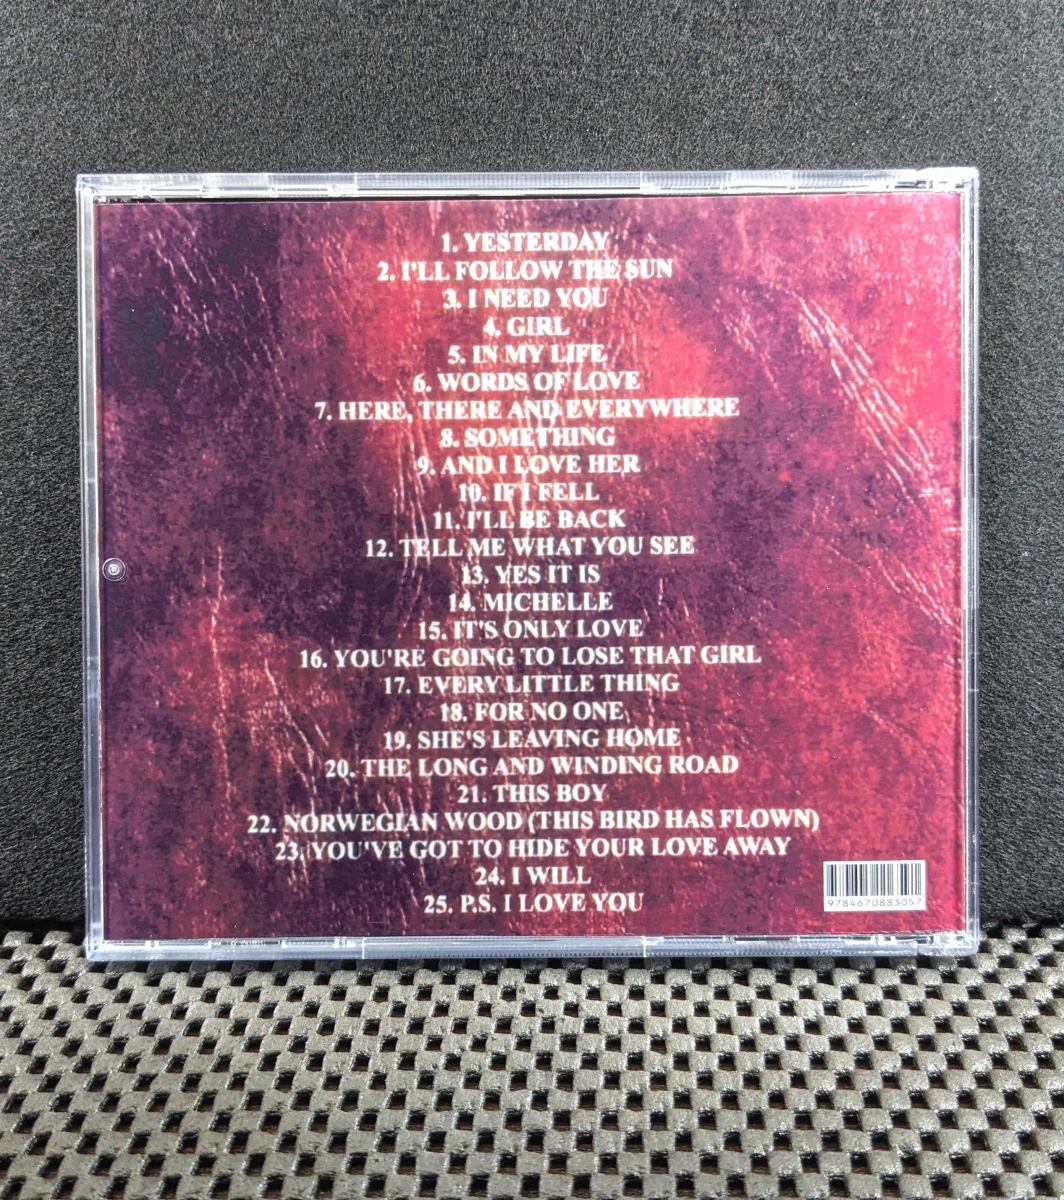 1. YESTERDAY
2. I'LL FOLLOW THE SUN
3. I NEED YOU
4. GIRL
5. IN MY LIFE
6. WORDS OF LOVE
7. HERE, THERE AND EVERYWHERE
8. SOMETHING
9. AND I LOVE HER
10. IF I FELL
11. I'LL BE BACK
12. TELL ME WHAT YOU SEE
13. YES IT IS
14. MICHELLE
15. IT'S ONLY LOVE
16. YOU'RE GOING TO LOSE THAT GIRL
17. EVERY LITTLE THING
18. FOR NO ONE
19. SHE'S LEAVING HOME
20. THE LONG AND WINDING ROAD
21. THIS BOY
22. NORWEGIAN WOOD (THIS BIRD HAS FLOWN)
23. YOU'VE GOT TO HIDE YOUR LOVE AWAY
24. I WILL
25. P.S. I LOVE YOU
9784670883057